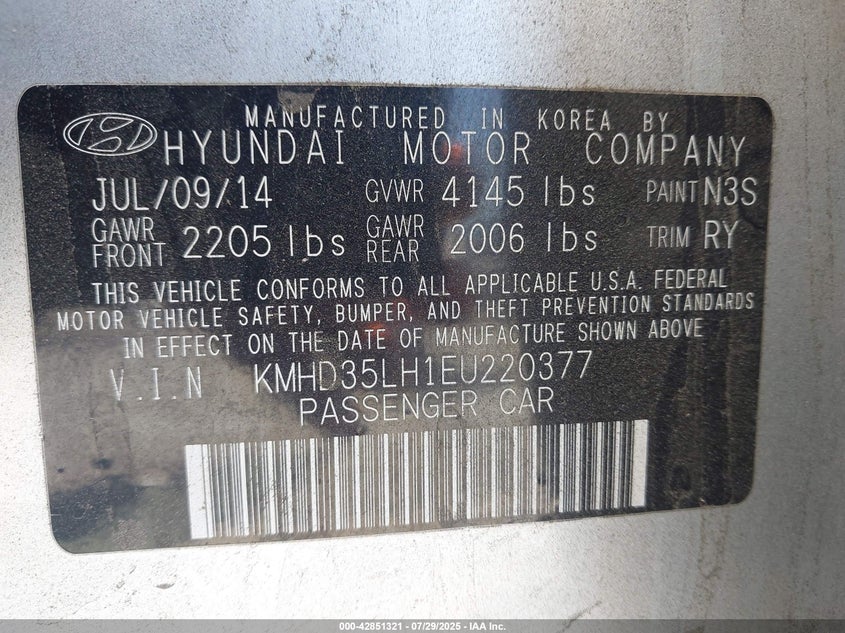 MANUFACTURED IN KOREA BY
HYUNDAI MOTOR COMPANY
JUL/09/14 GVWR 4145 lbs PAINT N3S
GAWR FRONT 2205 lbs GAWR REAR 2006 lbs TRIM RY
THIS VEHICLE CONFORMS TO ALL APPLICABLE U.S.A. FEDERAL
MOTOR VEHICLE SAFETY, BUMPER, AND THEFT PREVENTION STANDARDS
IN EFFECT ON THE DATE OF MANUFACTURE SHOWN ABOVE
V.I.N KMHD35LH1EU220377
PASSENGER CAR
000-42851321 | 07/29/2025 - IAA Inc.